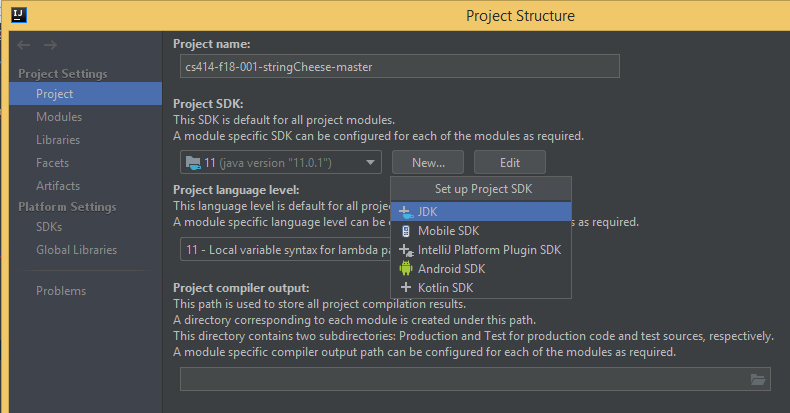 IJ
Project Structure
Project Settings
Project
Modules
Libraries
Facets
Artifacts
Platform Settings
SDKs
Global Libraries
Problems
Project name:
cs414-f18-001-stringCheese-master
Project SDK:
This SDK is default for all project modules.
A module specific SDK can be configured for each of the modules as required.
11 (java version "11.0.1") New... Edit
Set up Project SDK
JDK
Mobile SDK
IntelliJ Platform Plugin SDK
Android SDK
Kotlin SDK
Project language level:
This language level is default for all proje
A module specific language level can be c s as required.
11 - Local variable syntax for lambda pa
Project compiler output:
This path is used to store all project compilation results.
A directory corresponding to each module is created under this path.
This directory contains two subdirectories: Production and Test for production code and test sources, respectively.
A module specific compiler output path can be configured for each of the modules as required.